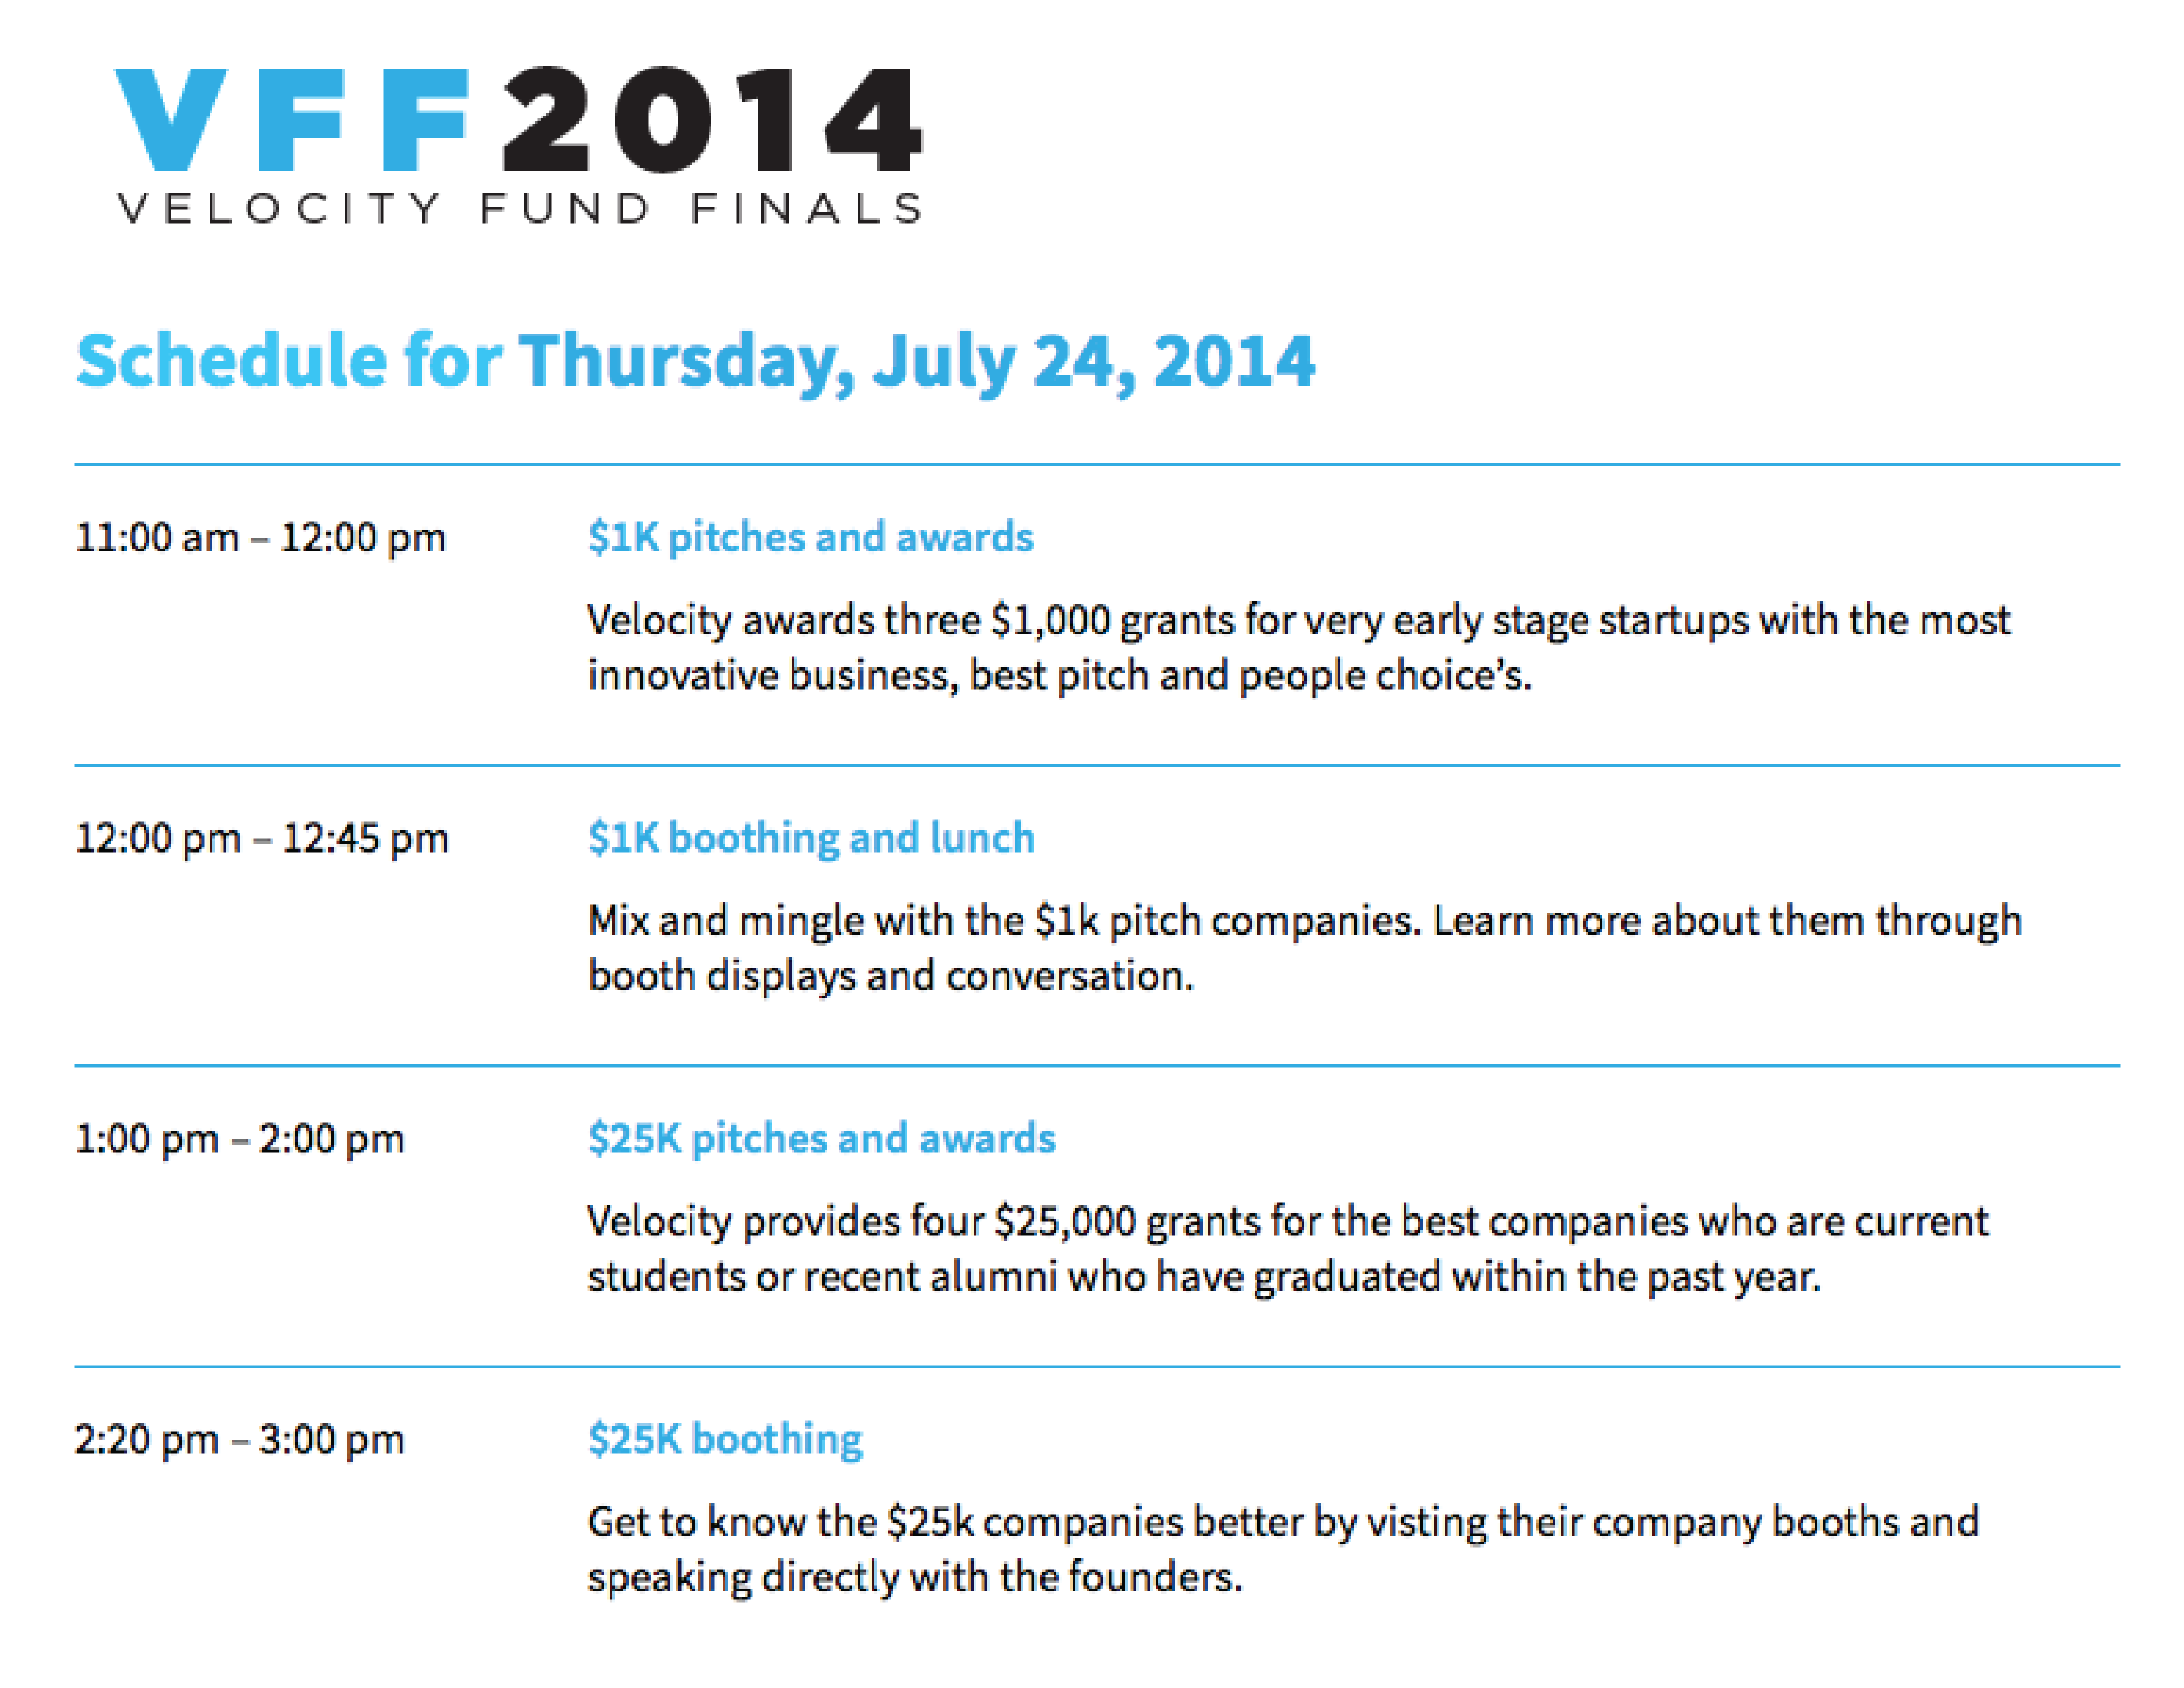 VFF2014
VELOCITY FUND FINALS
Schedule for Thursday, July 24, 2014
11:00 am – 12:00 pm
$1K pitches and awards
Velocity awards three $1,000 grants for very early stage startups with the most
innovative business, best pitch and people choice’s.
12:00 pm – 12:45 pm
$1K boothing and lunch
Mix and mingle with the $1k pitch companies. Learn more about them through
booth displays and conversation.
1:00 pm – 2:00 pm
$25K pitches and awards
Velocity provides four $25,000 grants for the best companies who are current
students or recent alumni who have graduated within the past year.
2:20 pm – 3:00 pm
$25K boothing
Get to know the $25k companies better by visting their company booths and
speaking directly with the founders.